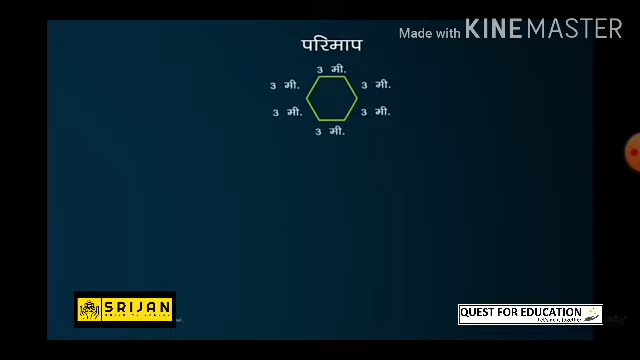 Made with KINEMASTER
परिमाप
3 मी.
3 मी. 3 मी.
3 मी. 3 मी.
3 मी.
SRIJAN
QUEST FOR EDUCATION